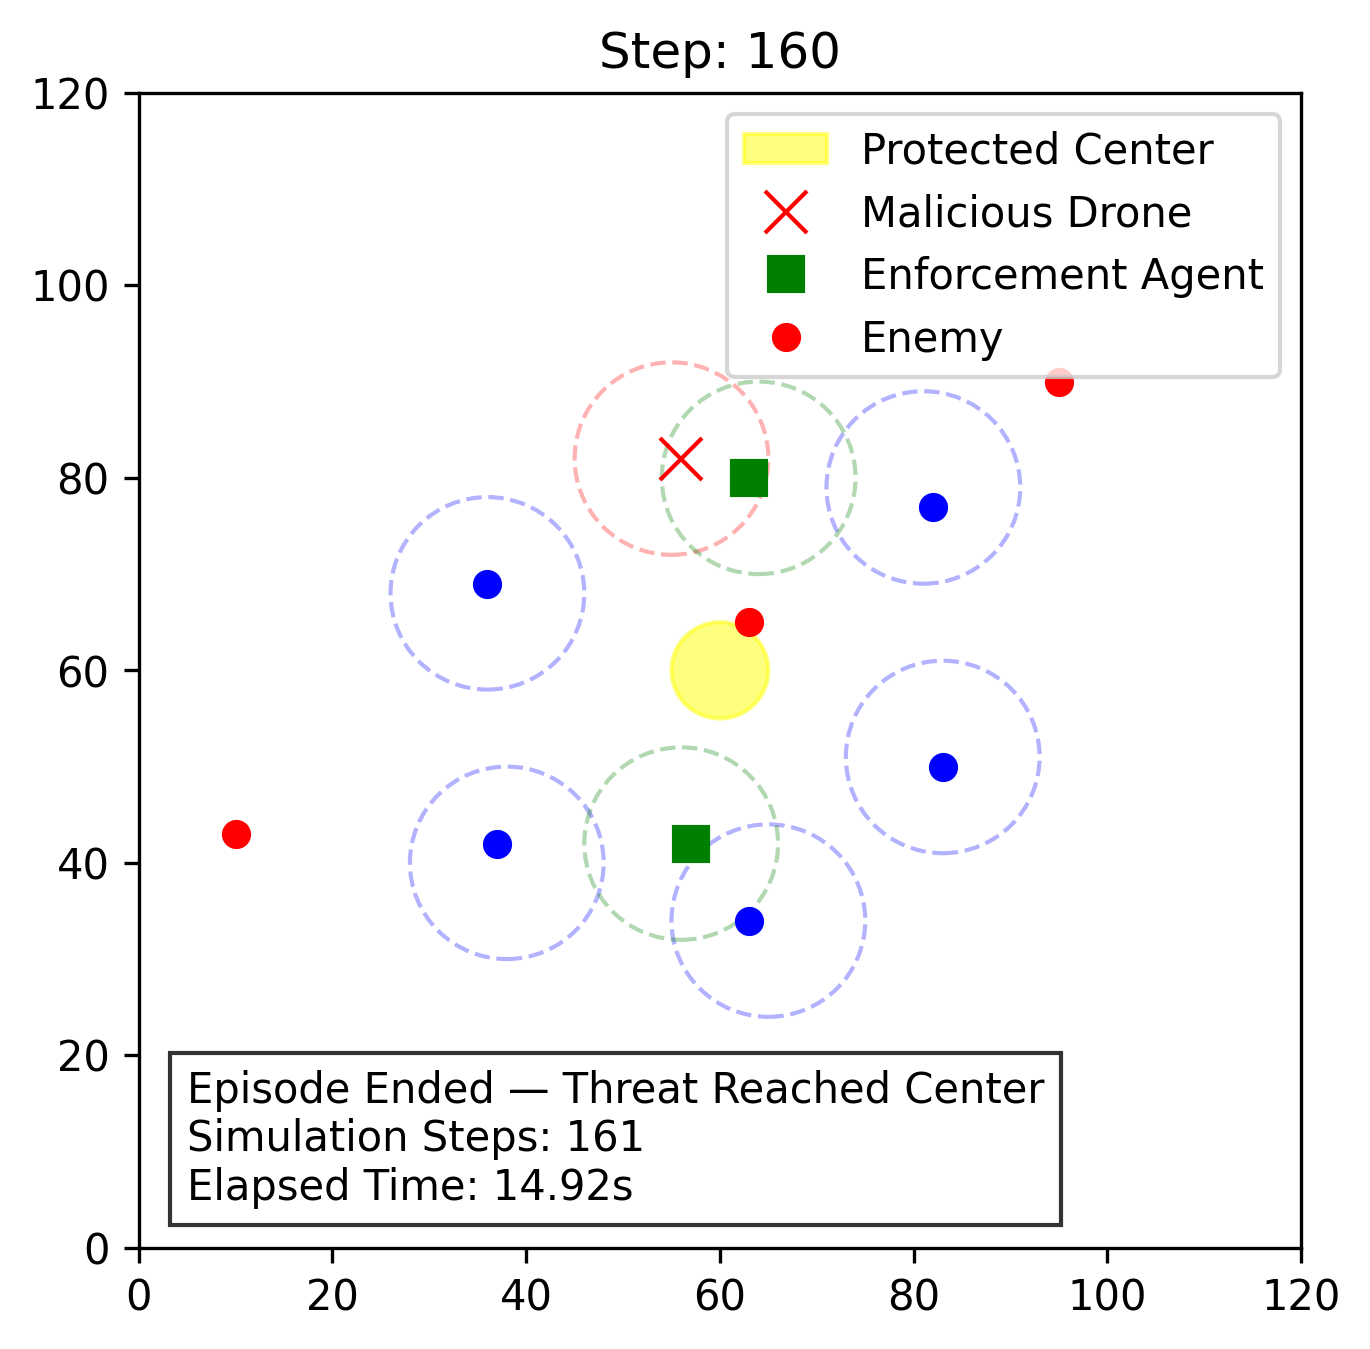 Step: 160
120
100
80
60
40
20
0
Protected Center
Malicious Drone
Enforcement Agent
Enemy
Episode Ended — Threat Reached Center
Simulation Steps: 161
Elapsed Time: 14.92s
0 20 40 60 80 100 120